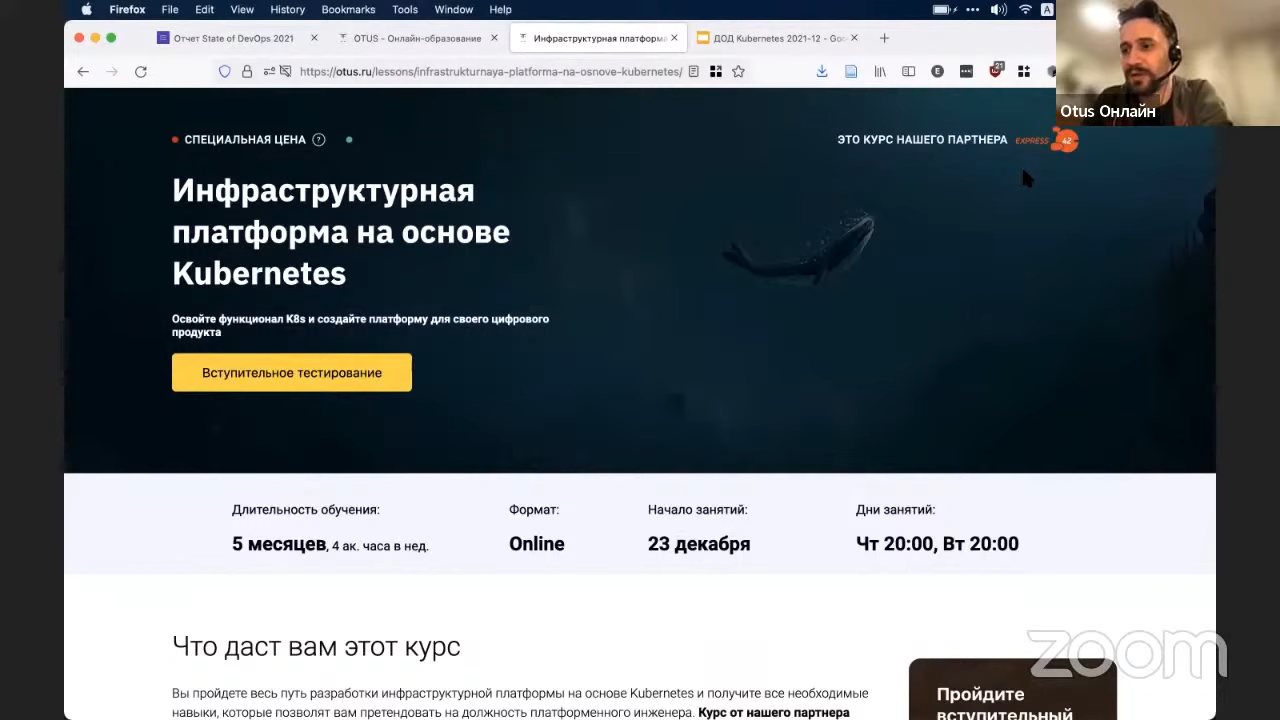 Firefox File Edit View History Bookmarks Tools Window Help
A
Отчет State of DevOps 2021
OTUS - Онлайн-образование
Инфраструктурная платформа
ДОД Kubernetes 2021-12 - Goo
https://otus.ru/lessons/infrastrukturnaya-platforma-na-osnove-kubernetes/
21
Otus Онлайн
СПЕЦИАЛЬНАЯ ЦЕНА ?
ЭТО КУРС НАШЕГО ПАРТНЕРА EXPRESS 42
Инфраструктурная
платформа на основе
Kubernetes
Освойте функционал K8s и создайте платформу для своего цифрового
продукта
Вступительное тестирование
Длительность обучения: Формат: Начало занятий: Дни занятий:
5 месяцев, 4 ак. часа в нед. Online 23 декабря Чт 20:00, Вт 20:00
Что даст вам этот курс
zoom
Вы пройдете весь путь разработки инфраструктурной платформы на основе Kubernetes и получите все необходимые
навыки, которые позволят вам претендовать на должность платформенного инженера. Курс от нашего партнера
Пройдите
вступительный